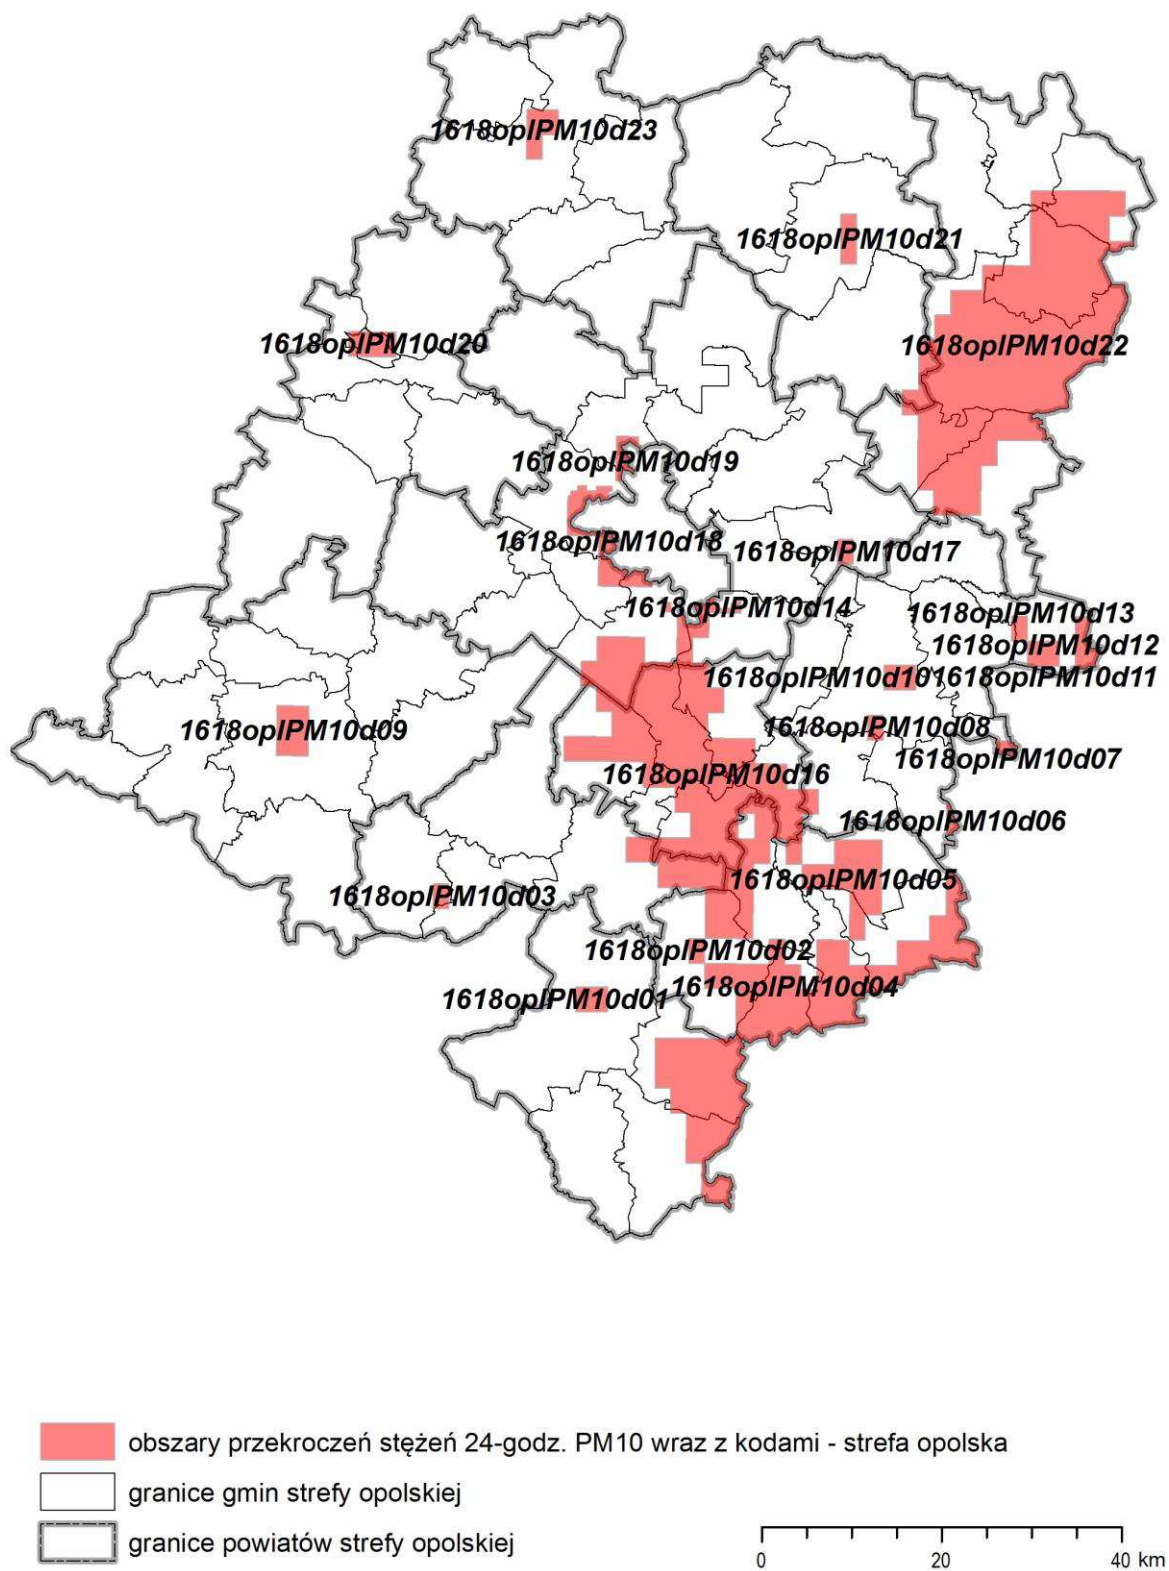 1618oplPM10d23
1618oplPM10d21
1618oplPM10d20
1618oplPM10d22
1618oplPM10d19
1618oplPM10d18
1618oplPM10d17
1618oplPM10d14
1618oplPM10d13
1618oplPM10d12
1618oplPM10d10
1618oplPM10d11
1618oplPM10d09
1618oplPM10d08
1618oplPM10d07
1618oplPM10d16
1618oplPM10d06
1618oplPM10d05
1618oplPM10d03
1618oplPM10d02
1618oplPM10d04
1618oplPM10d01
obszary przekroczeń stężeń 24-godz. PM10 wraz z kodami - strefa opolska
granice gmin strefy opolskiej
granice powiatów strefy opolskiej
0 20 40 km